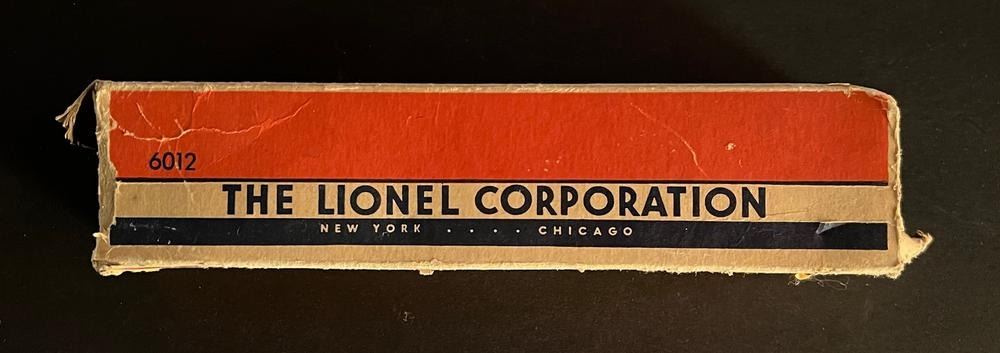 6012
THE LIONEL CORPORATION
NEW YORK . . . . CHICAGO